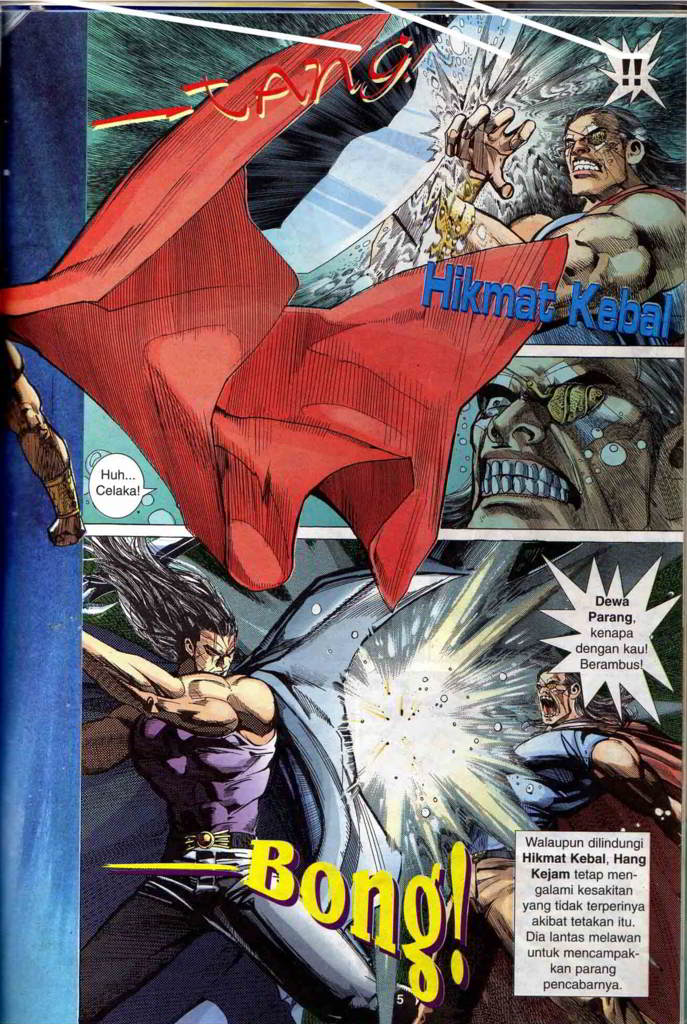 TANG!
!!
Hikmat Kebal
Huh...
Celaka!
Dewa
Parang,
kenapa
dengan kau!
Berambus!
Bong!
Walaupun dilindungi
Hikmat Kebal, Hang
Kejam tetap men-
galami kesakitan
yang tidak terperinya
akibat tetakan itu.
Dia lantas melawan
untuk mencampak-
kan parang
pencabarnya.
5